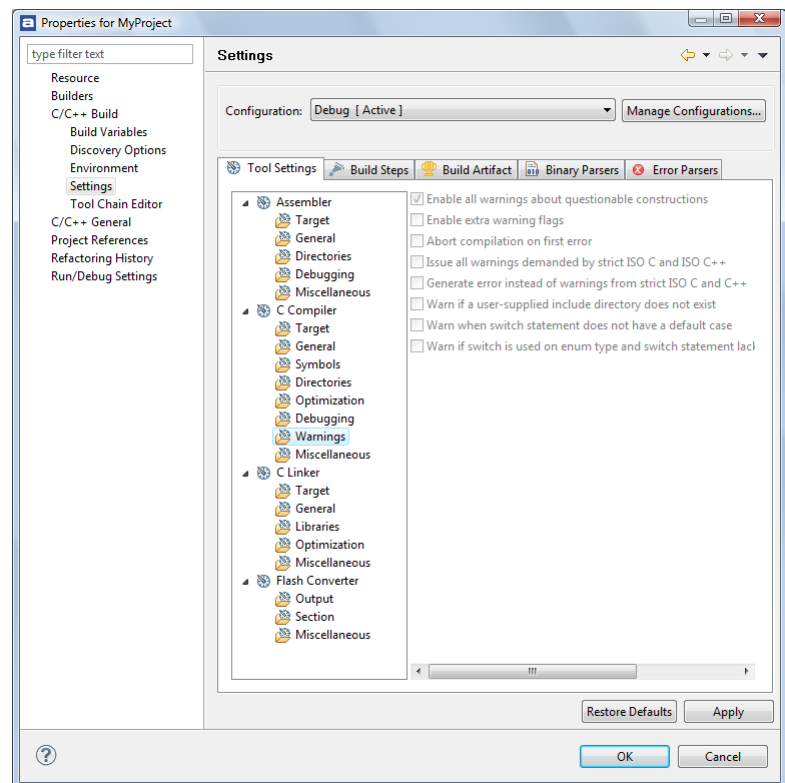 Properties for MyProject
type filter text
Resource
Builders
C/C++ Build
Build Variables
Discovery Options
Environment
Settings
Tool Chain Editor
C/C++ General
Project References
Refactoring History
Run/Debug Settings
Settings
Configuration: Debug [ Active ] Manage Configurations...
Tool Settings Build Steps Build Artifact Binary Parsers Error Parsers
Assembler
Target
General
Directories
Debugging
Miscellaneous
C Compiler
Target
General
Symbols
Directories
Optimization
Debugging
Warnings
Miscellaneous
C Linker
Target
General
Libraries
Optimization
Miscellaneous
Flash Converter
Output
Section
Miscellaneous
Enable all warnings about questionable constructions
Enable extra warning flags
Abort compilation on first error
Issue all warnings demanded by strict ISO C and ISO C++
Generate error instead of warnings from strict ISO C and C++
Warn if a user-supplied include directory does not exist
Warn when switch statement does not have a default case
Warn if switch is used on enum type and switch statement lack
Restore Defaults Apply
OK Cancel